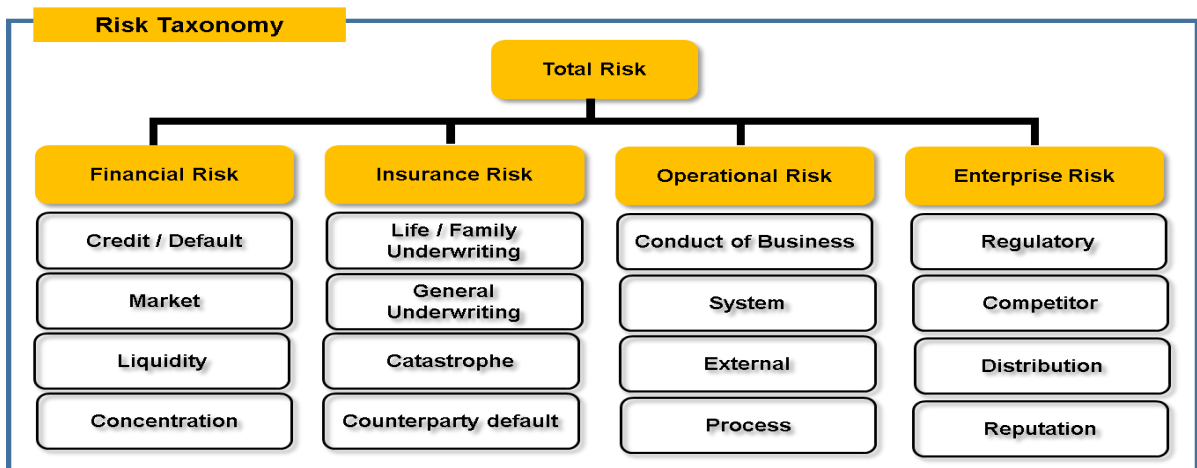 Risk Taxonomy
Total Risk
Financial Risk
Credit / Default
Market
Liquidity
Concentration
Insurance Risk
Life / Family
Underwriting
General
Underwriting
Catastrophe
Counterparty default
Operational Risk
Conduct of Business
System
External
Process
Enterprise Risk
Regulatory
Competitor
Distribution
Reputation